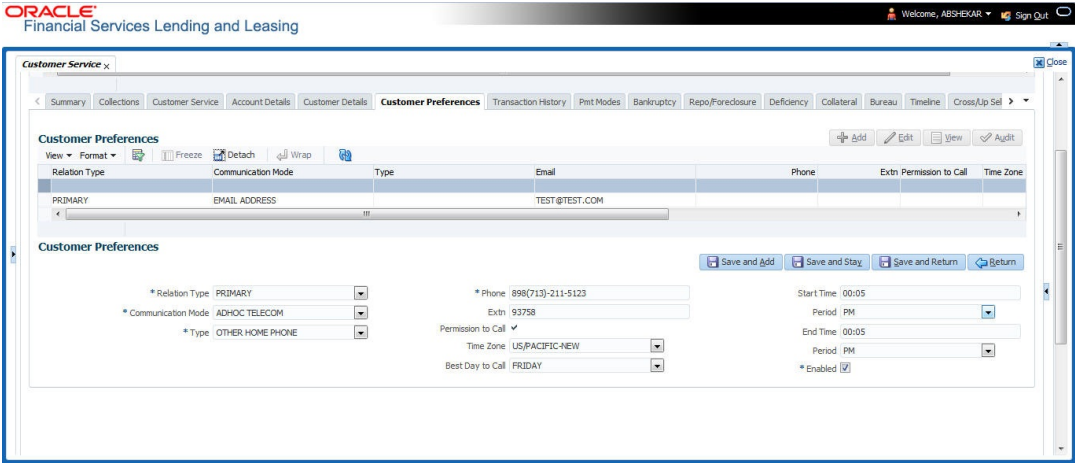 ORACLE®
Financial Services Lending and Leasing
Welcome, ABSHEKAR Sign Out
Customer Service x
Close
Summary Collections Customer Service Account Details Customer Details Customer Preferences Transaction History Pmt Modes Bankruptcy Repo/Foreclosure Deficiency Collateral Bureau Timeline Cross/Up Sel
Customer Preferences
Add Edit View Audit
View Format Freeze Detach Wrap
Relation Type Communication Mode Type Email Phone Extn Permission to Call Time Zone
PRIMARY EMAIL ADDRESS TEST@TEST.COM
Customer Preferences
Save and Add Save and Stay Save and Return Return
* Relation Type PRIMARY
* Communication Mode ADHOC TELECOM
* Type OTHER HOME PHONE
* Phone 898(713)-211-5123
Extn 93758
Permission to Call
Time Zone US/PACIFIC-NEW
Best Day to Call FRIDAY
Start Time 00:05
Period PM
End Time 00:05
Period PM
* Enabled